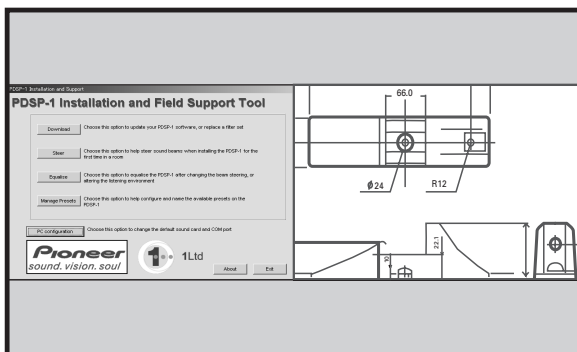 PDSP-1 Installation and Support
PDSP-1 Installation and Field Support Tool
Download
Choose this option to update your PDSP-1 software, or replace a filter set
Steer
Choose this option to help steer sound beams when installing the PDSP-1 for the
first time in a room
Equalise
Choose this option to equalise the PDSP-1 after changing the beam steering, or
altering the listening environment
Manage Presets
Choose this option to help configure and name the available presets on the
PDSP-1
PC configuration
Choose this option to change the default sound card and COM port
Pioneer
sound. vision. soul
1
1Ltd
About
Exit
66.0
ø24
R12
22.1
10